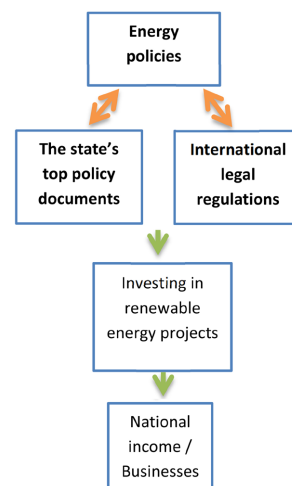 Energy
policies
The state's
top policy
documents
International
legal
regulations
Investing in
renewable
energy projects
National
income /
Businesses